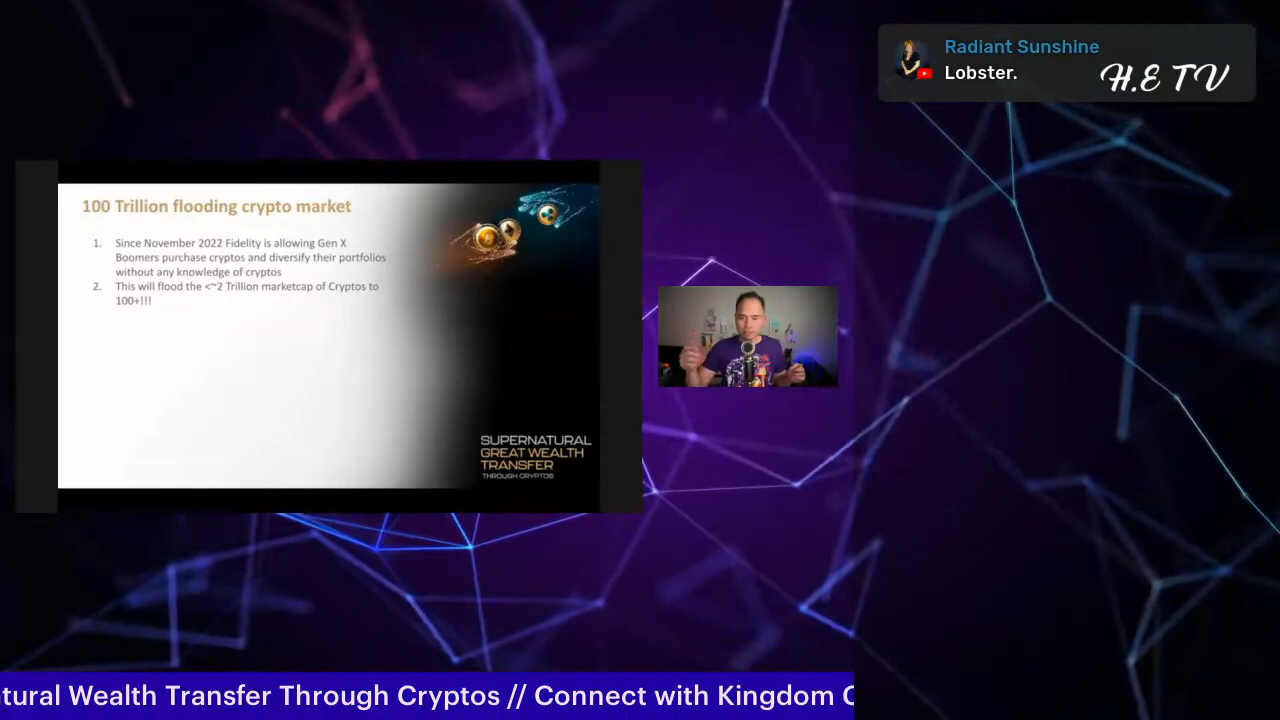 Radiant Sunshine
Lobster.
H.E TV
100 Trillion flooding crypto market
1. Since November 2022 Fidelity is allowing Gen X
Boomers purchase cryptos and diversify their portfolios
without any knowledge of cryptos
2. This will flood the <~2 Trillion marketcap of Cryptos to
100+!!!
SUPERNATURAL
GREAT WEALTH
TRANSFER
THROUGH CRYPTOS
tural Wealth Transfer Through Cryptos // Connect with Kingdom C